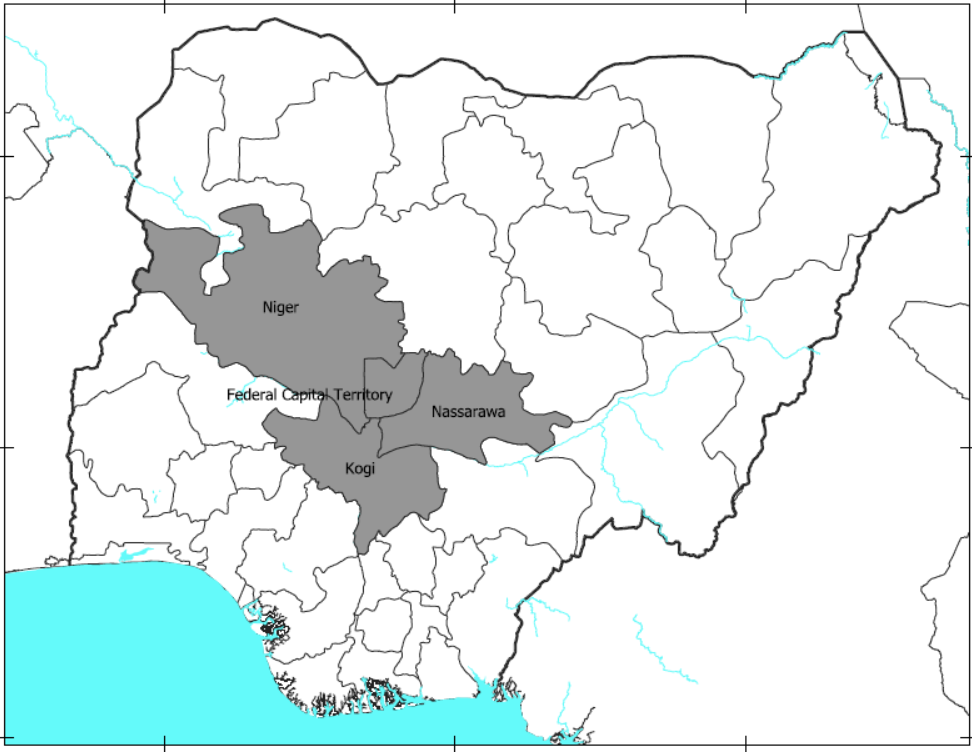 Niger
Federal Capital Territory
Nassarawa
Kogi